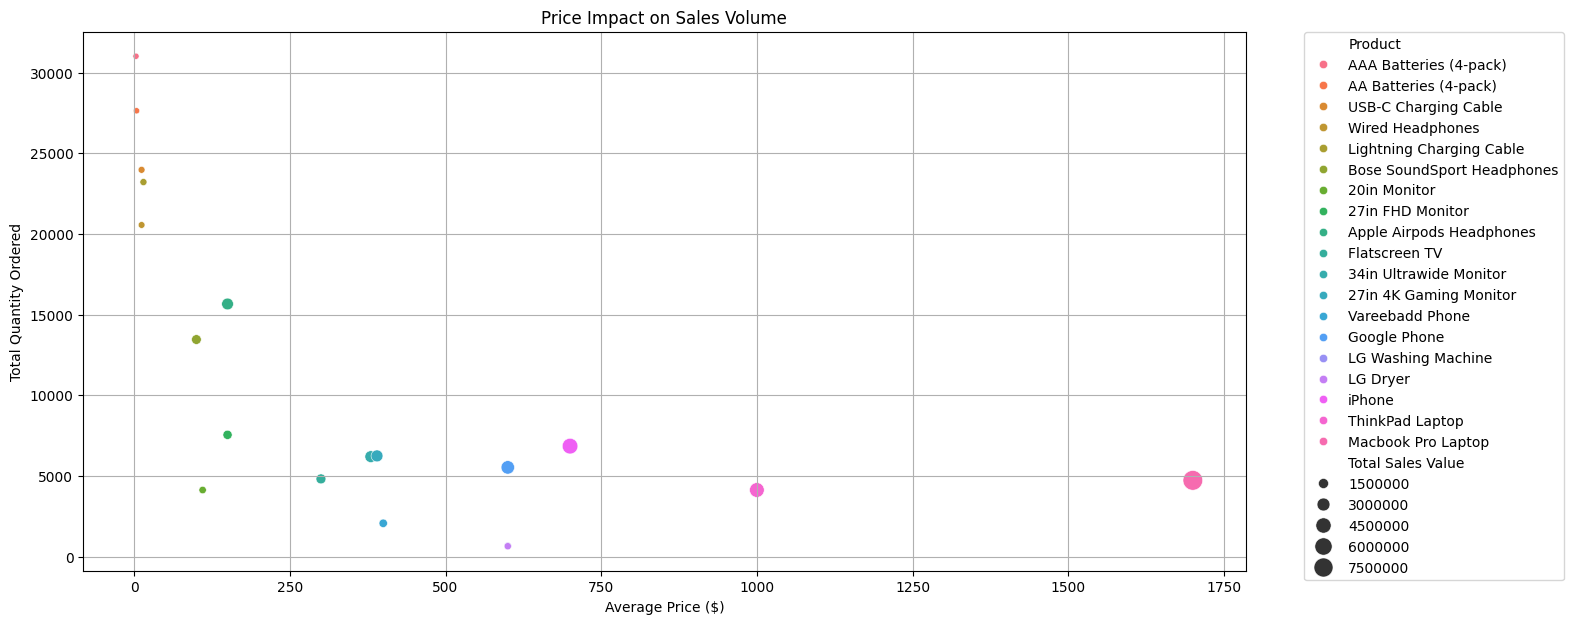 Price Impact on Sales Volume
30000
25000
20000
15000
10000
5000
0
Total Quantity Ordered
0 250 500 750 1000 1250 1500 1750
Average Price ($)
Product
AAA Batteries (4-pack)
AA Batteries (4-pack)
USB-C Charging Cable
Wired Headphones
Lightning Charging Cable
Bose SoundSport Headphones
20in Monitor
27in FHD Monitor
Apple Airpods Headphones
Flatscreen TV
34in Ultrawide Monitor
27in 4K Gaming Monitor
Vareebadd Phone
Google Phone
LG Washing Machine
LG Dryer
iPhone
ThinkPad Laptop
Macbook Pro Laptop
Total Sales Value
1500000
3000000
4500000
6000000
7500000